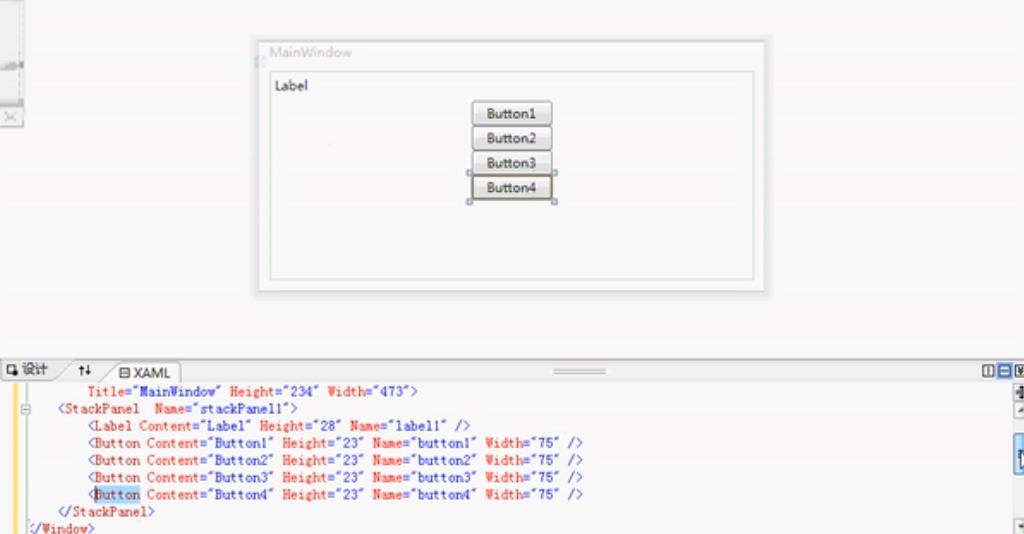 MainWindow
Label
Button1
Button2
Button3
Button4
设计
XAML
Title="MainWindow" Height="234" Width="473">
<StackPanel Name="stackPanel1">
<Label Content="Label" Height="28" Name="label1" />
<Button Content="Button1" Height="23" Name="button1" Width="75" />
<Button Content="Button2" Height="23" Name="button2" Width="75" />
<Button Content="Button3" Height="23" Name="button3" Width="75" />
<Button Content="Button4" Height="23" Name="button4" Width="75" />
</StackPanel>
</Window>